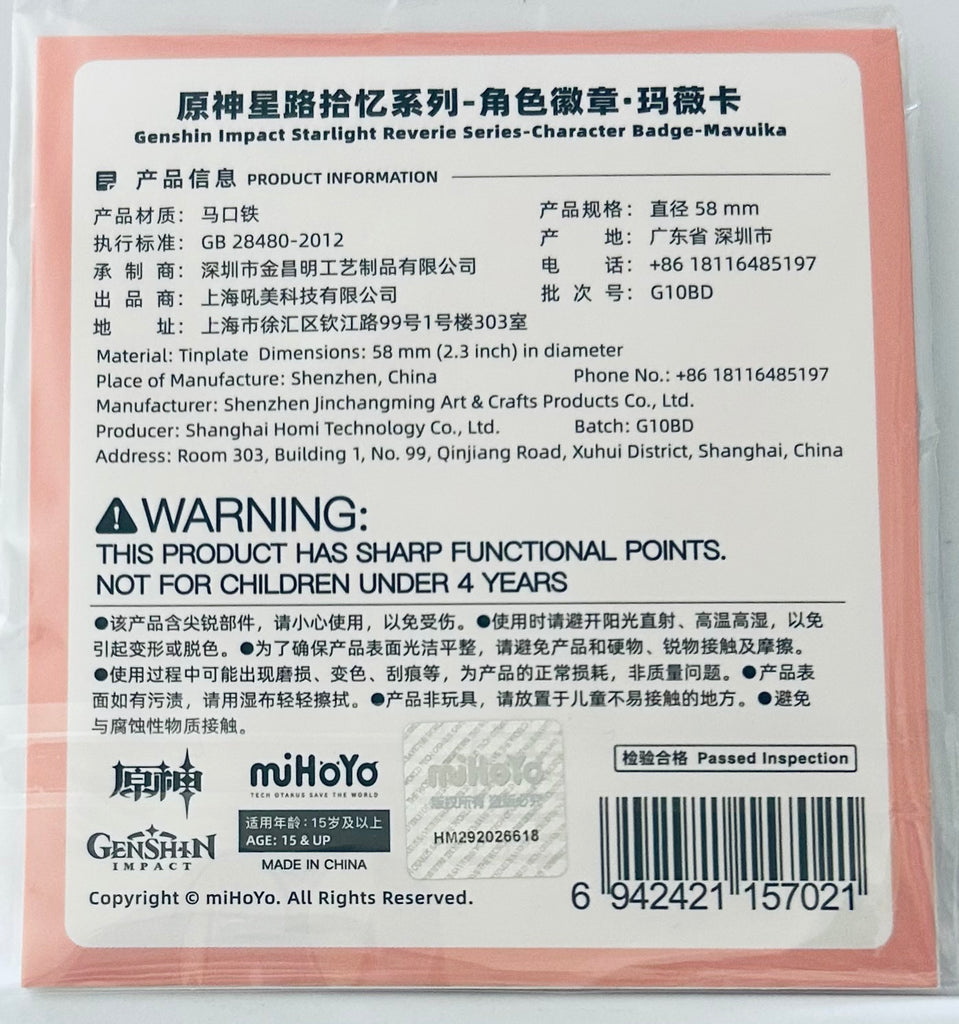 原神星路拾忆系列-角色徽章·玛薇卡
Genshin Impact Starlight Reverie Series-Character Badge-Mavuika
产品信息 PRODUCT INFORMATION
产品材质：马口铁 产品规格：直径 58 mm
执行标准：GB 28480-2012 产 地：广东省 深圳市
承 制 商：深圳市金昌明工艺制品有限公司 电 话：+86 18116485197
出 品 商：上海吼美科技有限公司 批 次 号：G10BD
地 址：上海市徐汇区钦江路99号1号楼303室
Material: Tinplate Dimensions: 58 mm (2.3 inch) in diameter
Place of Manufacture: Shenzhen, China Phone No.: +86 18116485197
Manufacturer: Shenzhen Jinchangming Art & Crafts Products Co., Ltd.
Producer: Shanghai Homi Technology Co., Ltd. Batch: G10BD
Address: Room 303, Building 1, No. 99, Qinjiang Road, Xuhui District, Shanghai, China
WARNING:
THIS PRODUCT HAS SHARP FUNCTIONAL POINTS.
NOT FOR CHILDREN UNDER 4 YEARS
●该产品含尖锐部件，请小心使用，以免受伤。●使用时请避开阳光直射、高温高湿，以免
引起变形或脱色。●为了确保产品表面光洁平整，请避免产品和硬物、锐物接触及摩擦。
●使用过程中可能出现磨损、变色、刮痕等，为产品的正常损耗，非质量问题。●产品表
面如有污渍，请用湿布轻轻擦拭。●产品非玩具，请放置于儿童不易接触的地方。●避免
与腐蚀性物质接触。
原神
GENSHIN
IMPACT
miHoYo
TECH OTAKUS SAVE THE WORLD
适用年龄：15岁及以上
AGE: 15 & UP
MADE IN CHINA
miHoYo
版权所有 盗版必究
HM292026618
检验合格 Passed Inspection
6 942421 157021
Copyright © miHoYo. All Rights Reserved.